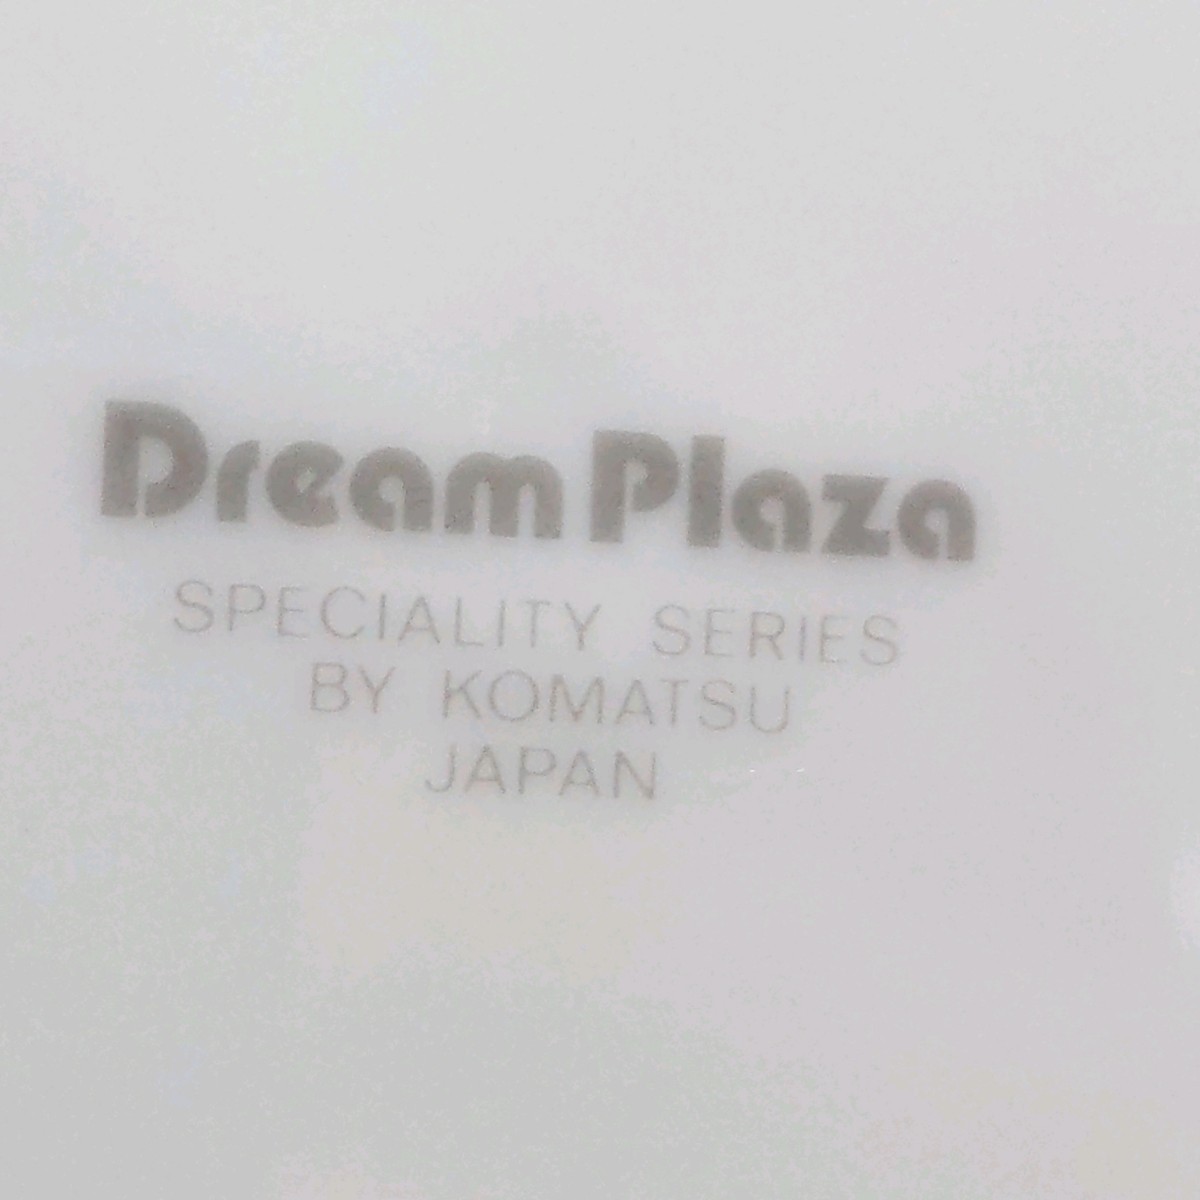 Dream Plaza
SPECIALITY SERIES
BY KOMATSU
JAPAN